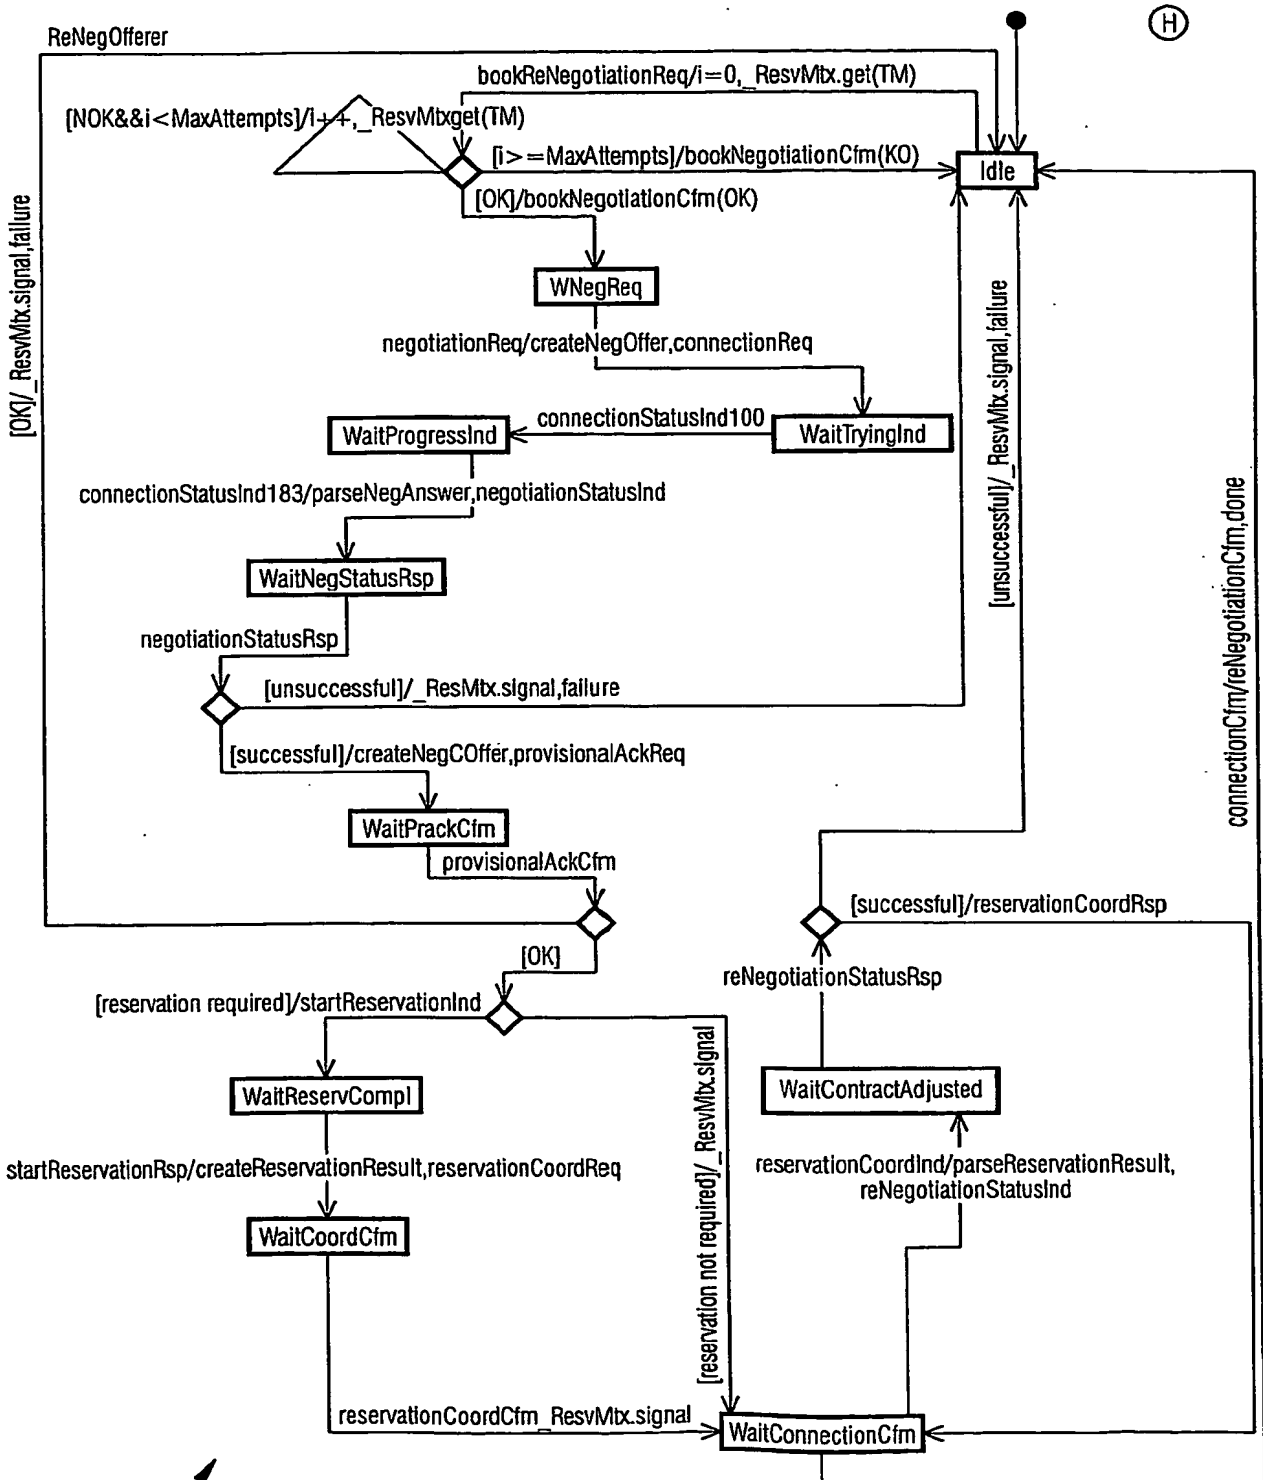 ReNegOfferer
H
bookReNegotiationReq/i=0,_ResvMtx.get(TM)
[NOK&&i<MaxAttempts]/i++,_ResvMtxget(TM)
[i>=MaxAttempts]/bookNegotiationCfm(KO)
Idle
[OK]/bookNegotiationCfm(OK)
[OK]/_ResvMtx.signal,failure
WNegReq
[unsuccessful]/_ResvMtx.signal,failure
negotiationReq/createNegOffer,connectionReq
connectionStatusInd100
WaitProgressInd
WaitTryingInd
connectionStatusInd183/parseNegAnswer,negotiationStatusInd
connectionCfm/reNegotiationCfm,done
WaitNegStatusRsp
negotiationStatusRsp
[unsuccessful]/_ResMtx.signal,failure
[successful]/createNegCOffer,provisionalAckReq
WaitPrackCfm
provisionalAckCfm
[successful]/reservationCoordRsp
[OK]
reNegotiationStatusRsp
[reservation required]/startReservationInd
[reservation not required]/_ResvMtx.signal
WaitReservCompl
WaitContractAdjusted
startReservationRsp/createReservationResult,reservationCoordReq
reservationCoordInd/parseReservationResult,
reNegotiationStatusInd
WaitCoordCfm
reservationCoordCfm_ResvMtx.signal
WaitConnectionCfm